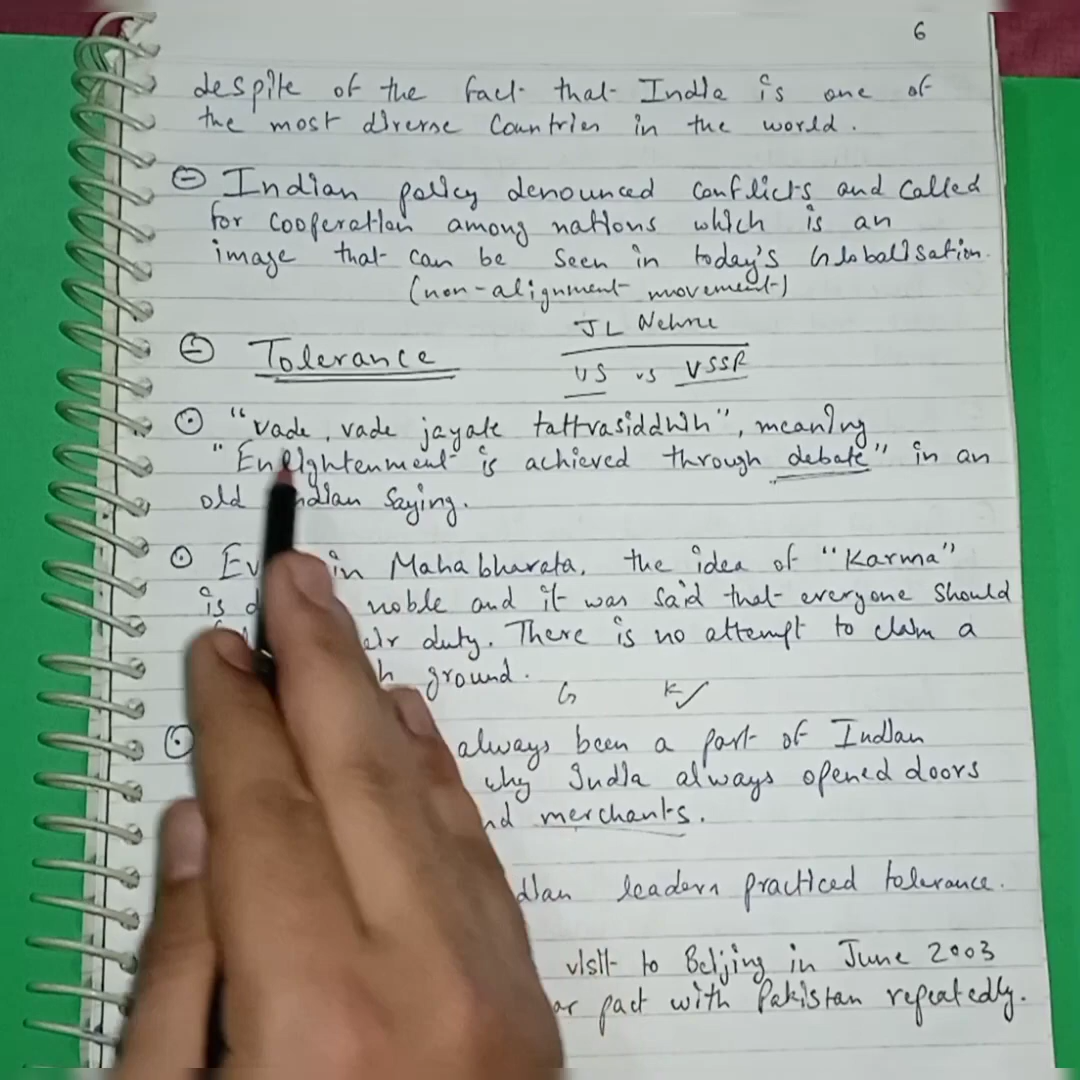 6
despite of the fact that India is one of
the most diverse Countries in the world.
Indian policy denounced conflicts and called
for cooperation among nations which is an
image that can be seen in today's Globalisation.
(non-alignment movement)
JL Nehru
Tolerance
US vs USSR
"Vade, vade jayate tattvasiddhih", meaning
"Enlightenment is achieved through debate" in an
old Indian Saying.
in Mahabharata, the idea of "Karma"
is noble and it was said that everyone should
duty. There is no attempt to claim a
ground.
G K
always been a part of Indian
why India always opened doors
merchants.
leaders practiced tolerance.
visit to Beijing in June 2003
pact with Pakistan repeatedly.